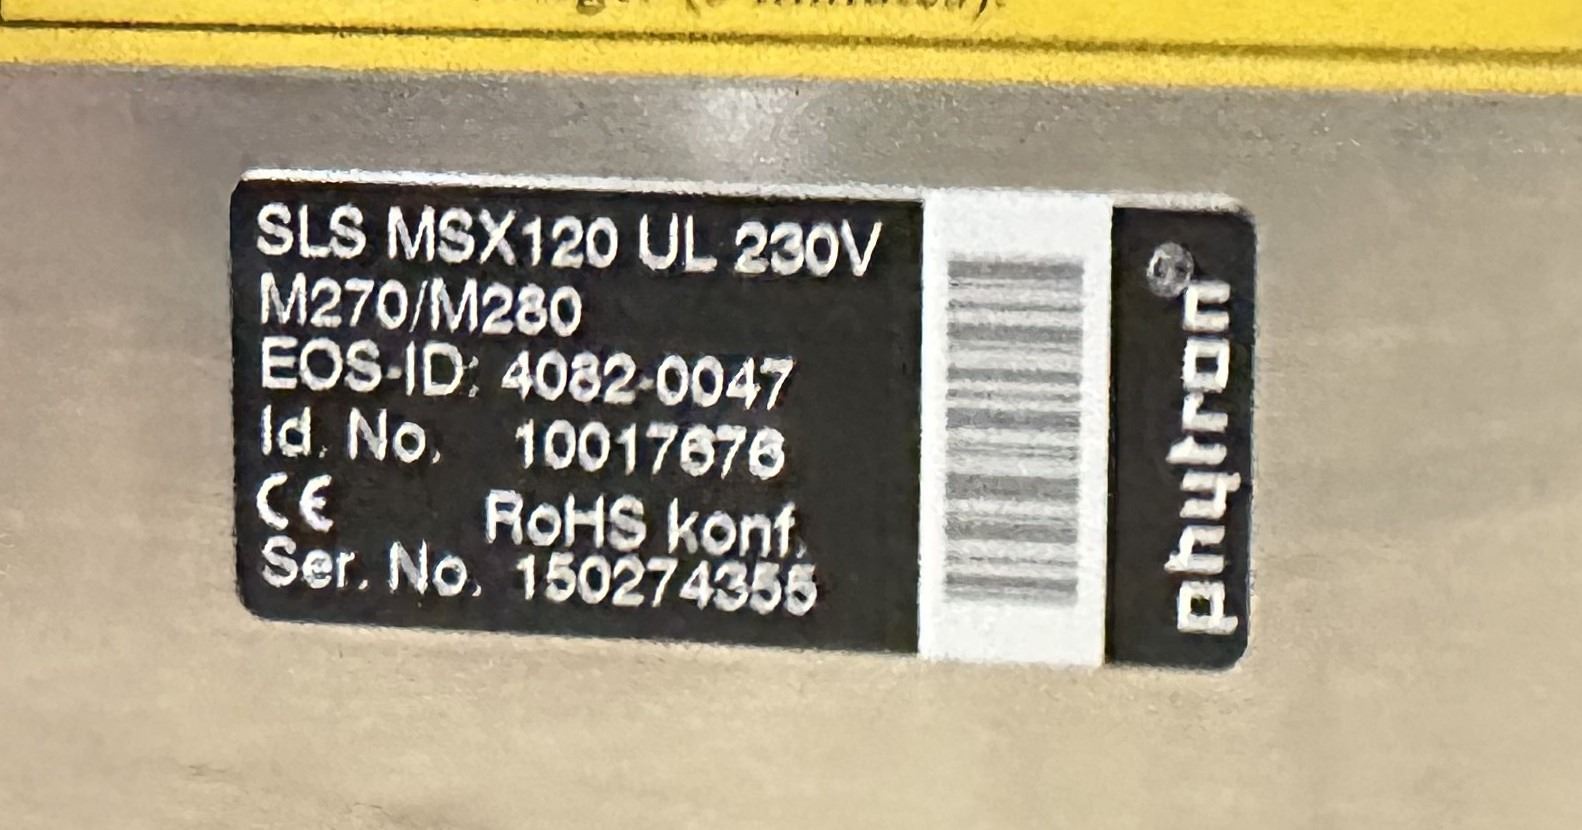 SLS MSX120 UL 230V
M270/M280
EOS-ID: 4082-0047
Id. No. 10017676
CE RoHS konf.
Ser. No. 150274355
phytron